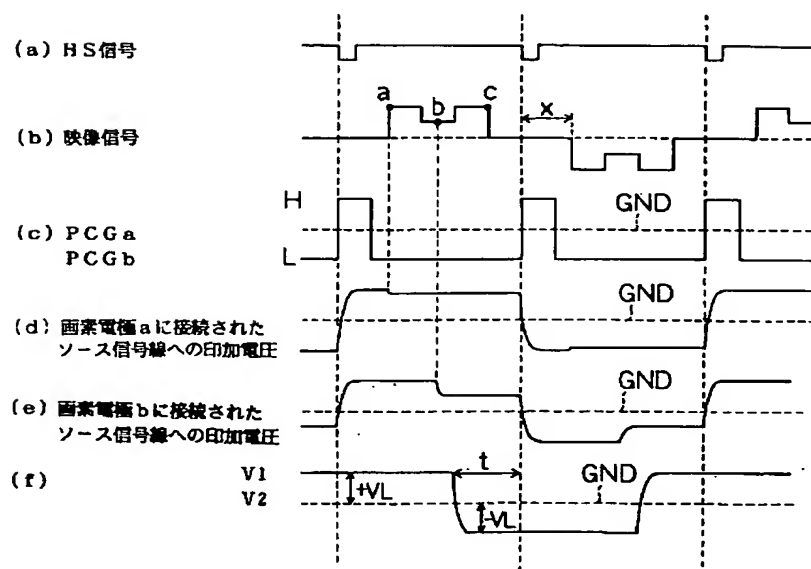 (a) HS信号
a
b
c
x
(b) 映像信号
H
GND
(c) PCGa
PCGb
L
GND
(d) 画素電極aに接続された
ソース信号線への印加電圧
GND
(e) 画素電極bに接続された
ソース信号線への印加電圧
(f)
V1
t
GND
V2
+VL
-VL